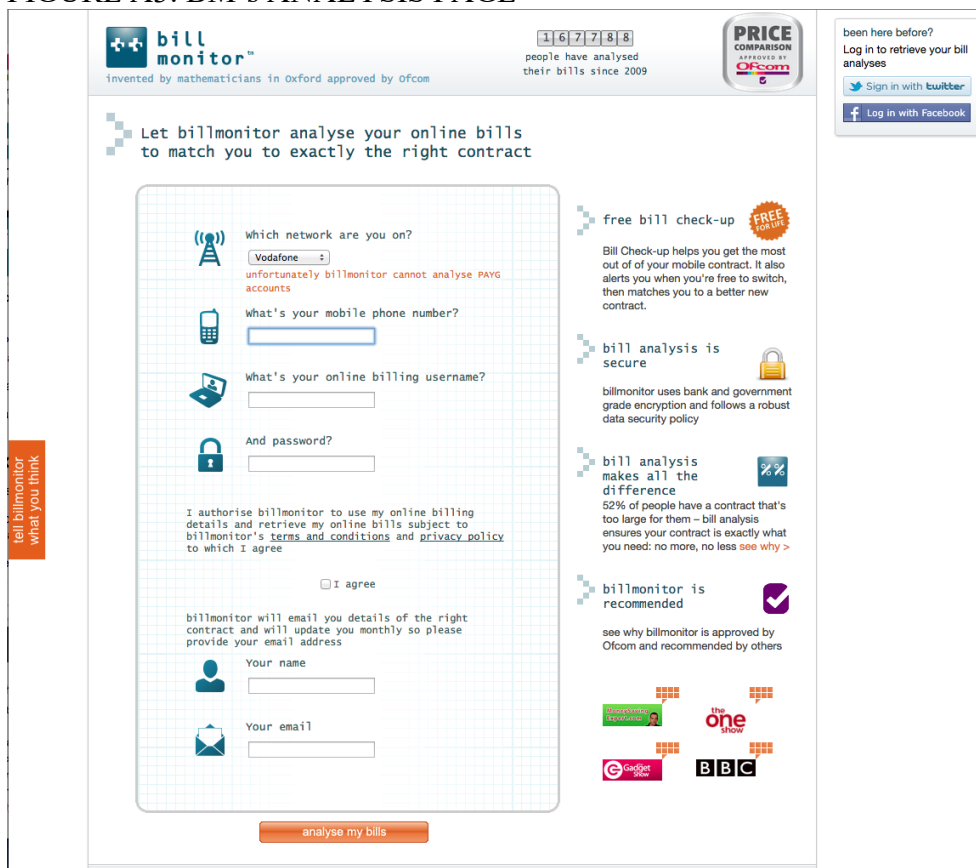 FIGURE A3: BM'S ANALYSIS PAGE
bill
monitor™
invented by mathematicians in Oxford approved by Ofcom
167788
people have analysed
their bills since 2009
PRICE
COMPARISON
APPROVED BY
Ofcom
been here before?
Log in to retrieve your bill
analyses
Sign in with twitter
Log in with Facebook
Let billmonitor analyse your online bills
to match you to exactly the right contract
Which network are you on?
Vodafone
unfortunately billmonitor cannot analyse PAYG
accounts
What's your mobile phone number?
What's your online billing username?
And password?
I authorise billmonitor to use my online billing
details and retrieve my online bills subject to
billmonitor's terms and conditions and privacy policy
to which I agree
I agree
billmonitor will email you details of the right
contract and will update you monthly so please
provide your email address
Your name
Your email
analyse my bills
free bill check-up
FREE
FOR LIFE
Bill Check-up helps you get the most
out of of your mobile contract. It also
alerts you when you're free to switch,
then matches you to a better new
contract.
bill analysis is
secure
billmonitor uses bank and government
grade encryption and follows a robust
data security policy
bill analysis
makes all the
difference
%%
52% of people have a contract that's
too large for them – bill analysis
ensures your contract is exactly what
you need: no more, no less see why >
billmonitor is
recommended
see why billmonitor is approved by
Ofcom and recommended by others
MoneySaving
Expert.com
the
one
show
Gadget
Show
BBC
tell billmonitor
what you think